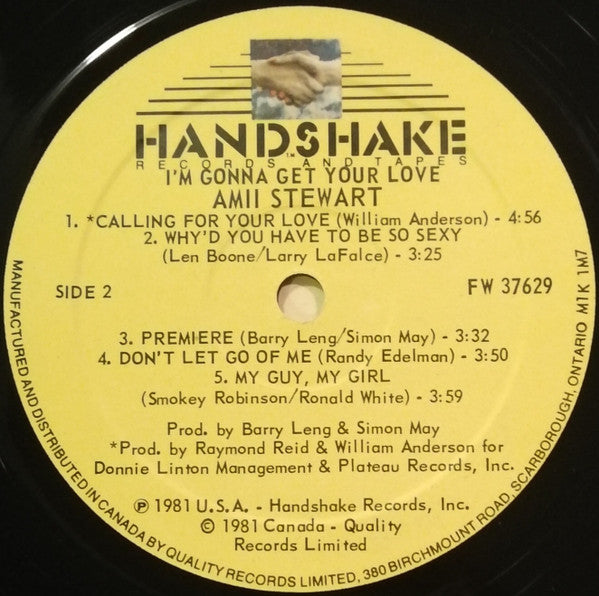 HANDSHAKE
™
RECORDS AND TAPES
I'M GONNA GET YOUR LOVE
AMII STEWART
1. *CALLING FOR YOUR LOVE (William Anderson) - 4:56
2. WHY'D YOU HAVE TO BE SO SEXY
(Len Boone/Larry LaFalce) - 3:25
SIDE 2
FW 37629
3. PREMIERE (Barry Leng/Simon May) - 3:32
4. DON'T LET GO OF ME (Randy Edelman) - 3:50
5. MY GUY, MY GIRL
(Smokey Robinson/Ronald White) - 3:59
Prod. by Barry Leng & Simon May
*Prod. by Raymond Reid & William Anderson for
Donnie Linton Management & Plateau Records, Inc.
℗ 1981 U.S.A. - Handshake Records, Inc.
© 1981 Canada - Quality
Records Limited
MANUFACTURED AND DISTRIBUTED IN CANADA BY QUALITY RECORDS LIMITED, 380 BIRCHMOUNT ROAD, SCARBOROUGH, ONTARIO M1K 1M7